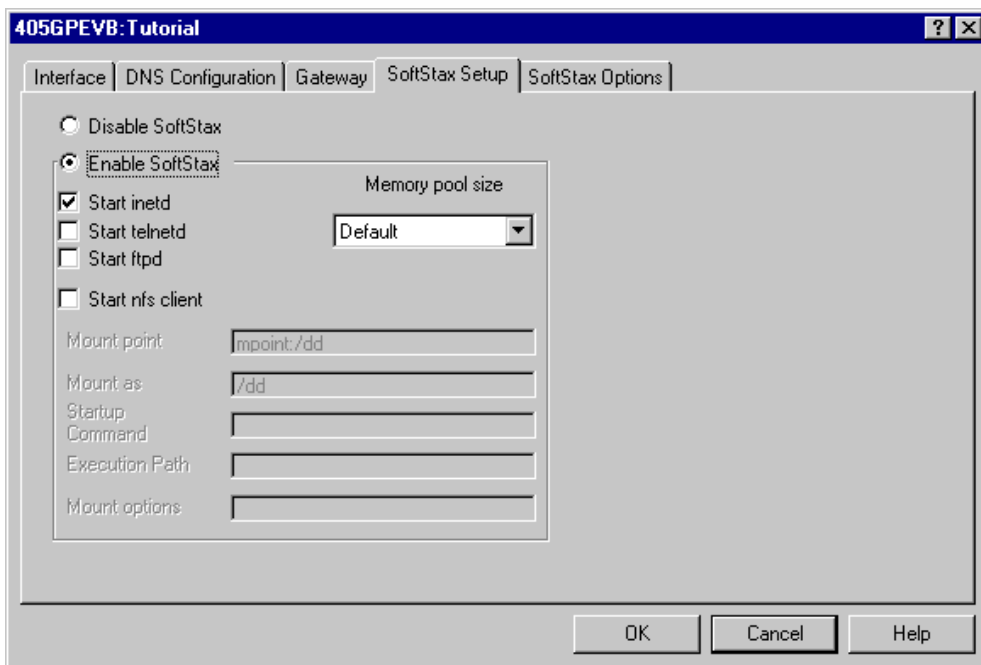 405GPEVB:Tutorial
Interface
DNS Configuration
Gateway
SoftStax Setup
SoftStax Options
Disable SoftStax
Enable SoftStax
Memory pool size
Start inetd
Default
Start telnetd
Start ftpd
Start nfs client
Mount point
mpoint:/dd
Mount as
/dd
Startup
Command
Execution Path
Mount options
OK
Cancel
Help